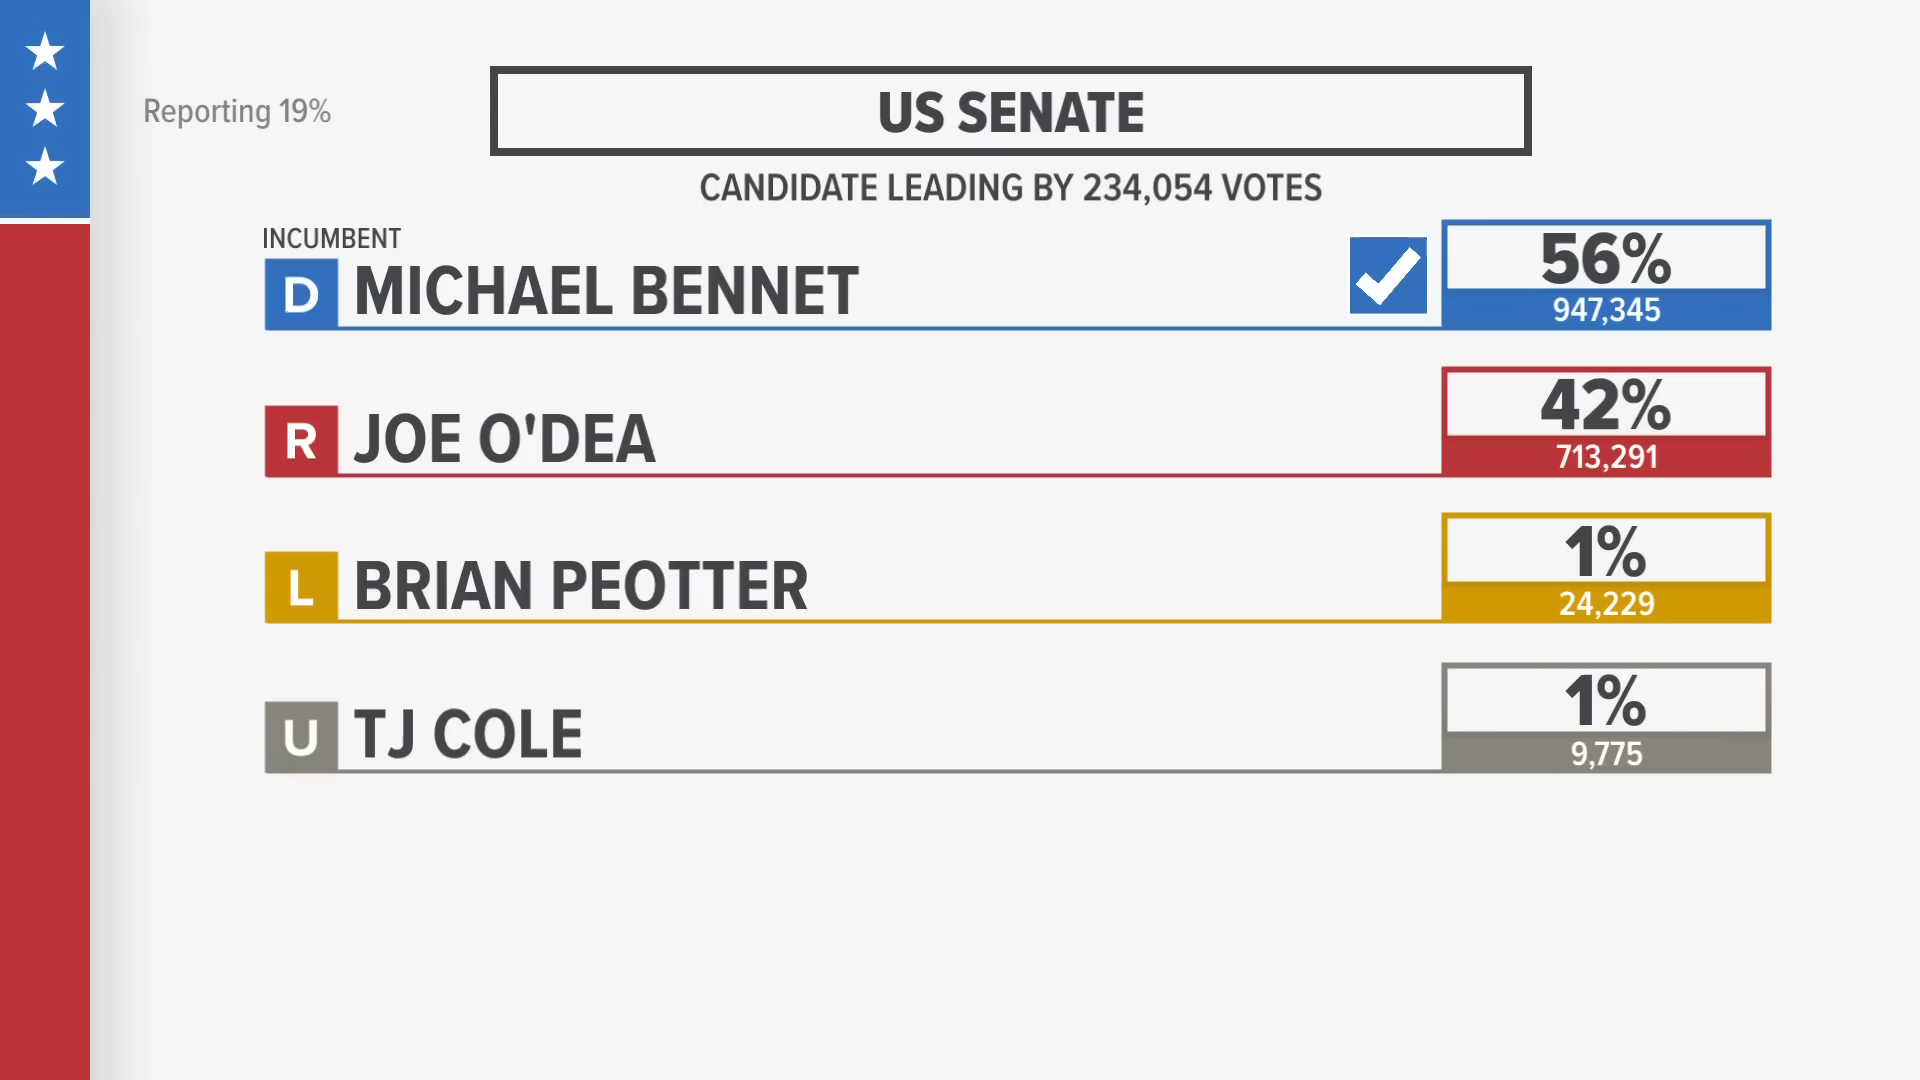 Reporting 19%
US SENATE
CANDIDATE LEADING BY 234,054 VOTES
INCUMBENT
D MICHAEL BENNET 56%
947,345
R JOE O'DEA 42%
713,291
L BRIAN PEOTTER 1%
24,229
U TJ COLE 1%
9,775